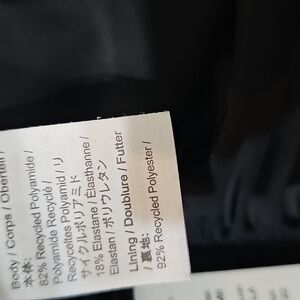 Body / Corps / Oberteil /
本体:
82% Recycled Polyamide /
Polyamide Recyclé /
Recyceltes Polyamid / リ
サイクルポリアミド
18% Elastane / Élasthanne /
Elastan / ポリウレタン
Lining / Doublure / Futter
/ 裏地:
92% Recycled Polyester /